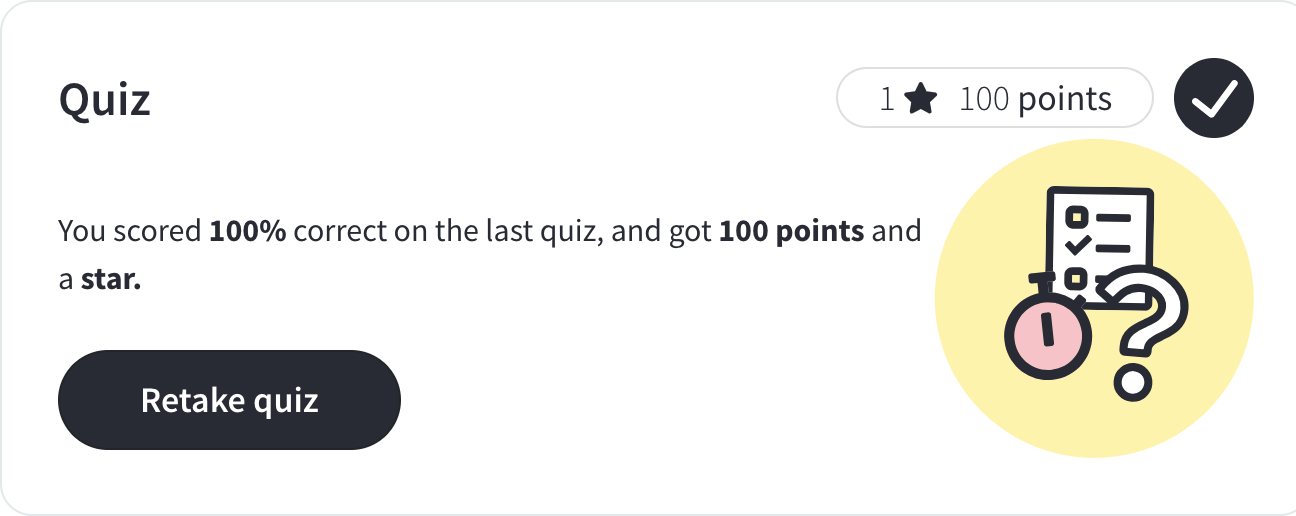 Quiz
1 ★ 100 points
You scored 100% correct on the last quiz, and got 100 points and
a star.
Retake quiz